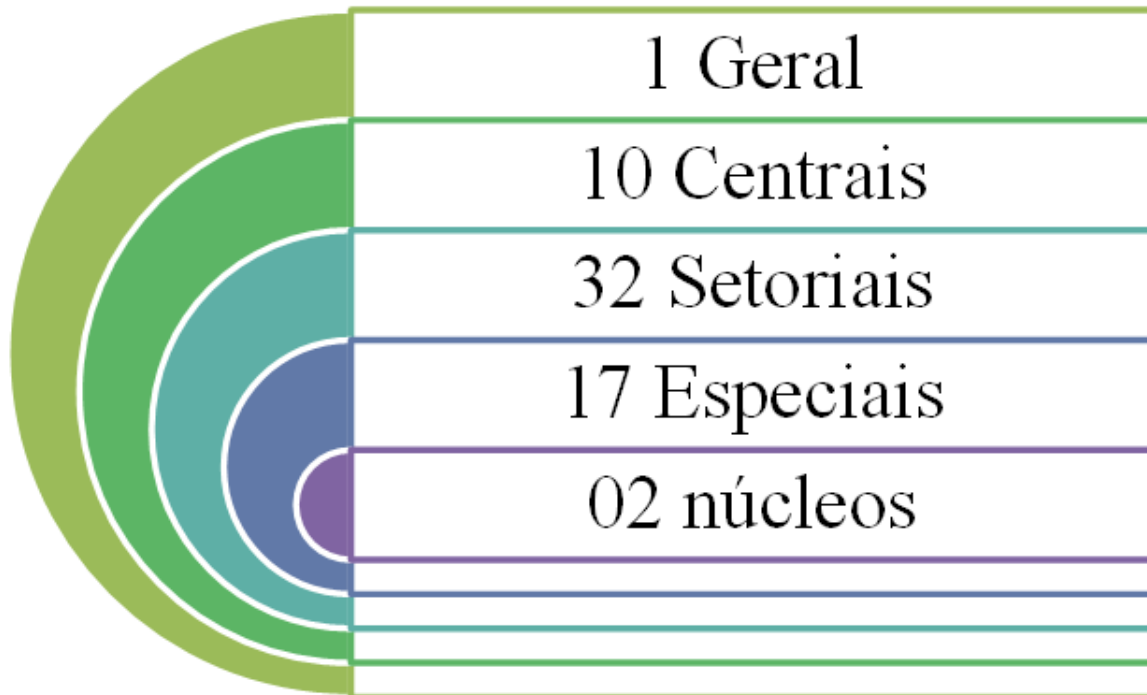 1 Geral
10 Centrais
32 Setoriais
17 Especiais
02 núcleos